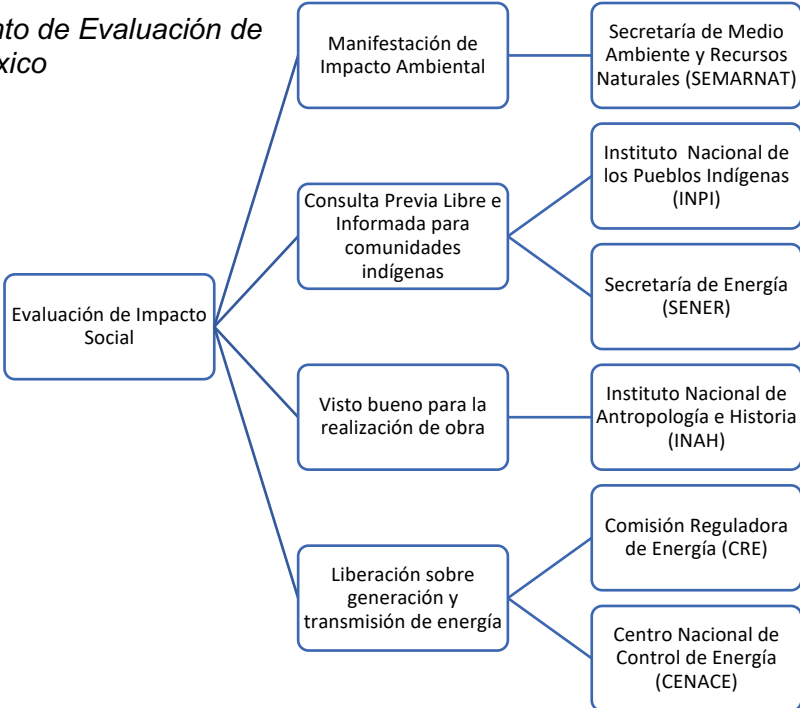 nto de Evaluación de
xico
Manifestación de
Impacto Ambiental
Secretaría de Medio
Ambiente y Recursos
Naturales (SEMARNAT)
Consulta Previa Libre e
Informada para
comunidades
indígenas
Instituto Nacional de
los Pueblos Indígenas
(INPI)
Secretaría de Energía
(SENER)
Evaluación de Impacto
Social
Visto bueno para la
realización de obra
Instituto Nacional de
Antropología e Historia
(INAH)
Liberación sobre
generación y
transmisión de energía
Comisión Reguladora
de Energía (CRE)
Centro Nacional de
Control de Energía
(CENACE)